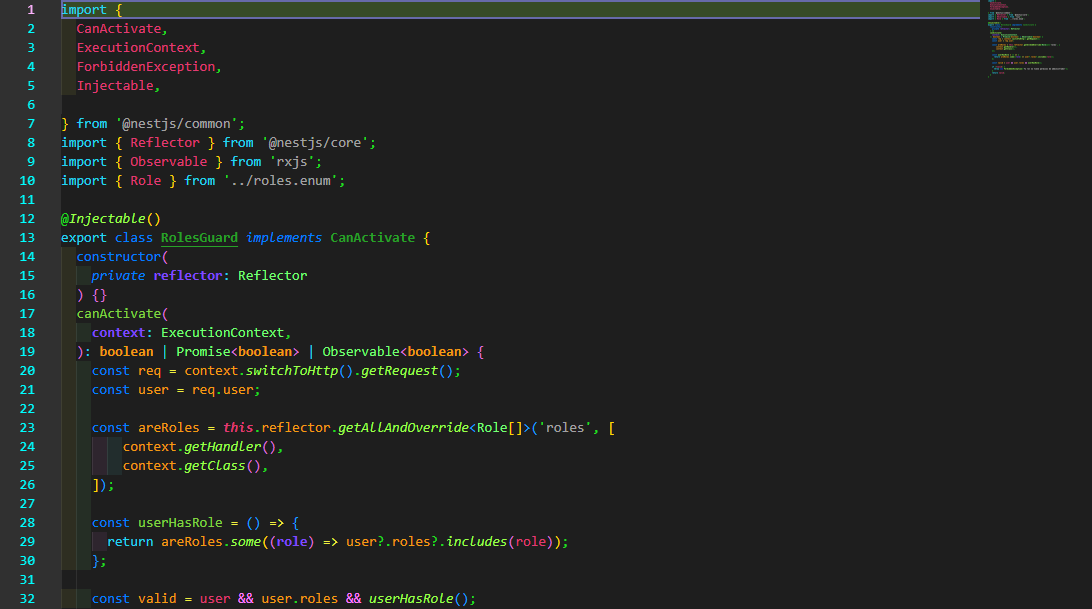 1 import {
2   CanActivate,
3   ExecutionContext,
4   ForbiddenException,
5   Injectable,
6
7 } from '@nestjs/common';
8 import { Reflector } from '@nestjs/core';
9 import { Observable } from 'rxjs';
10 import { Role } from '../roles.enum';
11
12 @Injectable()
13 export class RolesGuard implements CanActivate {
14   constructor(
15     private reflector: Reflector
16   ) {}
17   canActivate(
18     context: ExecutionContext,
19   ): boolean | Promise<boolean> | Observable<boolean> {
20     const req = context.switchToHttp().getRequest();
21     const user = req.user;
22
23     const areRoles = this.reflector.getAllAndOverride<Role[]>('roles', [
24         context.getHandler(),
25         context.getClass(),
26     ]);
27
28     const userHasRole = () => {
29       return areRoles.some((role) => user?.roles?.includes(role));
30     };
31
32     const valid = user && user.roles && userHasRole();